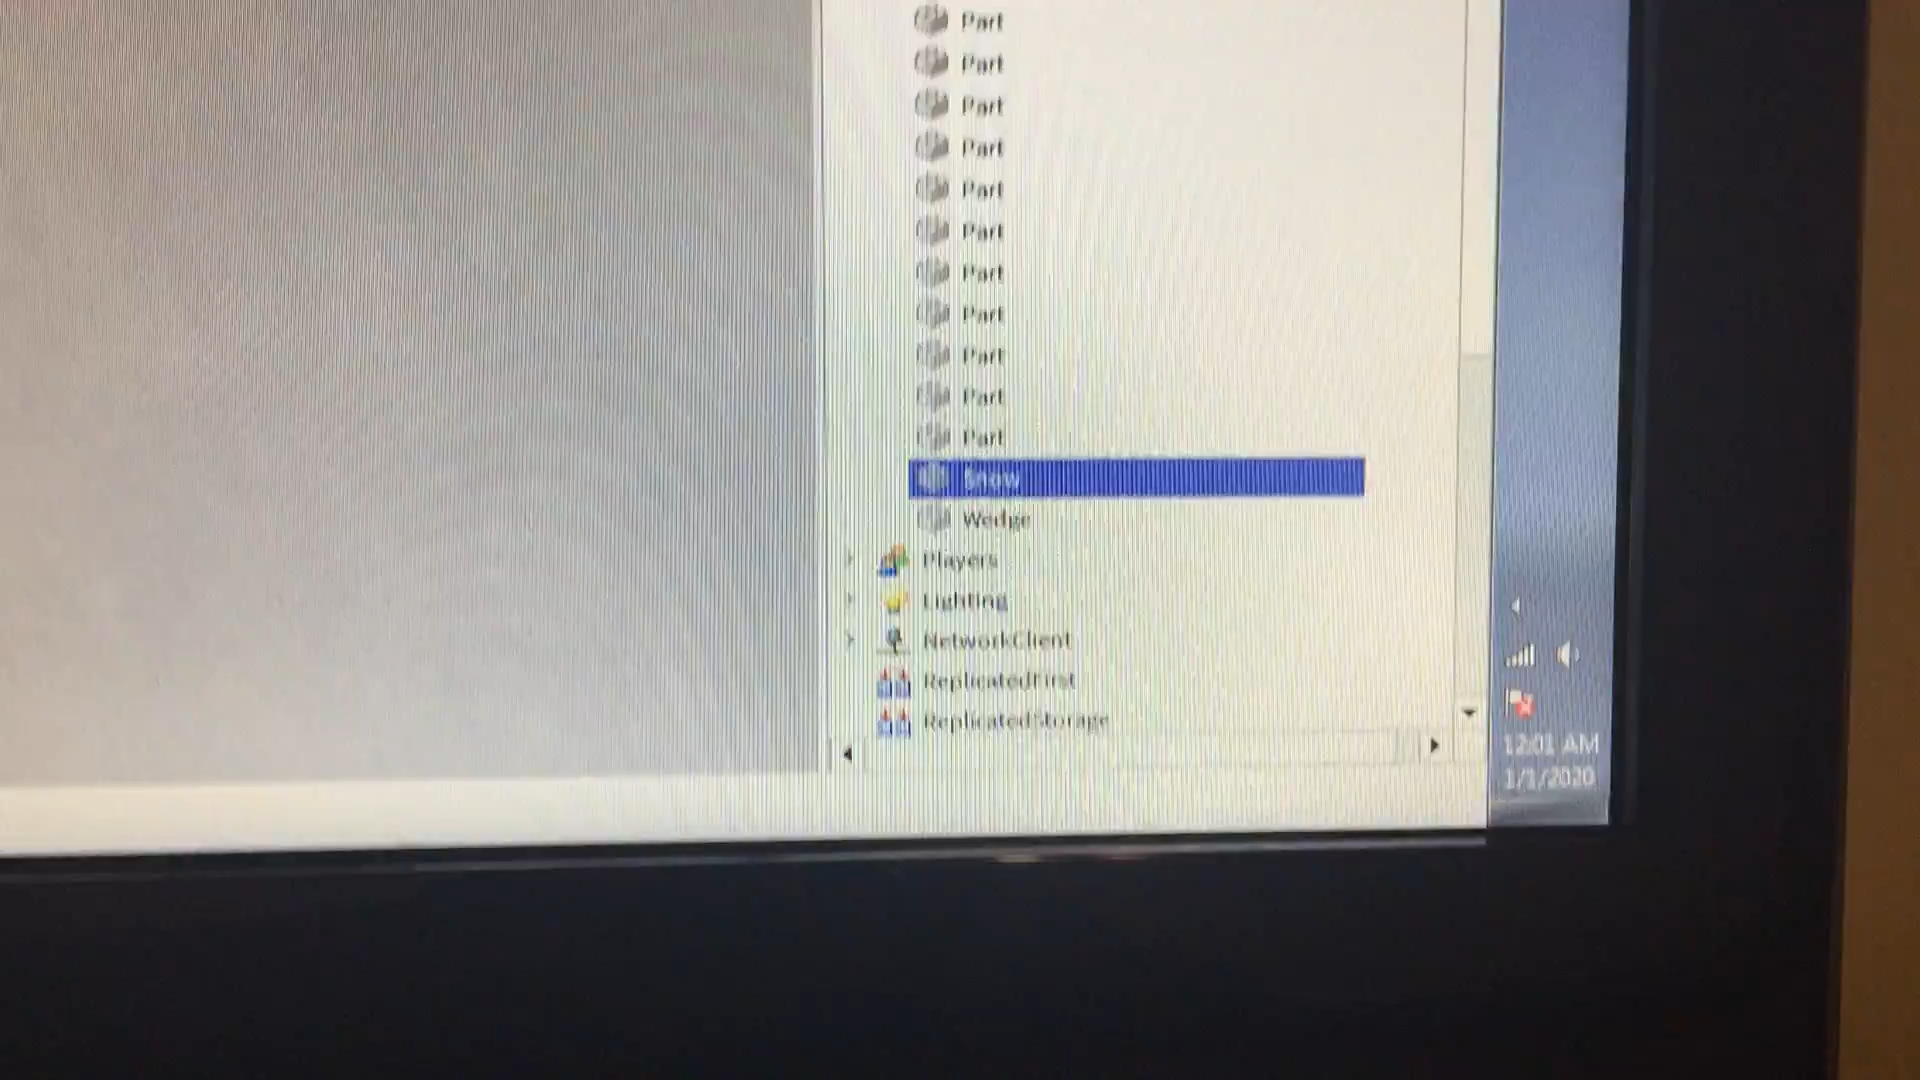 Part
Part
Part
Part
Part
Part
Part
Part
Part
Part
Part
Snow
Wedge
Players
Lighting
NetworkClient
ReplicatedFirst
ReplicatedStorage
12:01 AM
1/1/2020